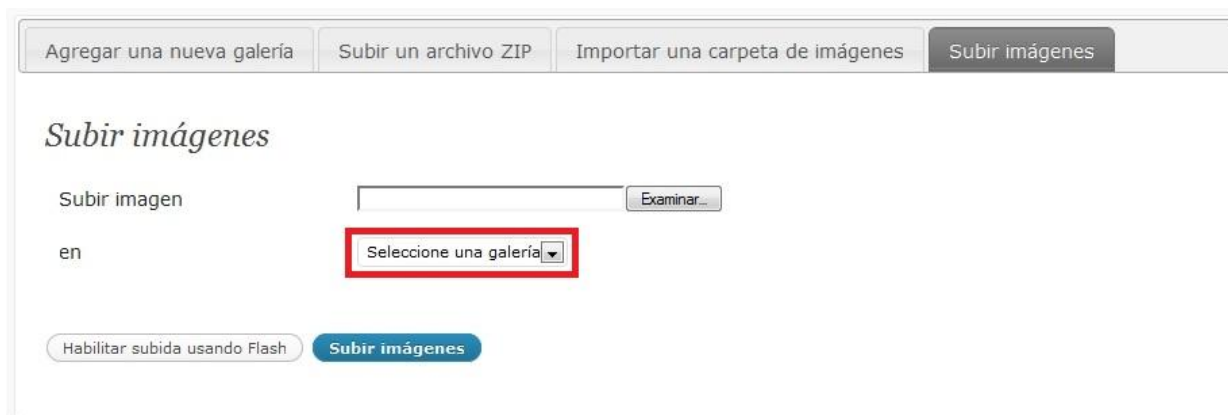 Agregar una nueva galería Subir un archivo ZIP Importar una carpeta de imágenes Subir imágenes
Subir imágenes
Subir imagen Examinar...
en Seleccione una galería
Habilitar subida usando Flash Subir imágenes